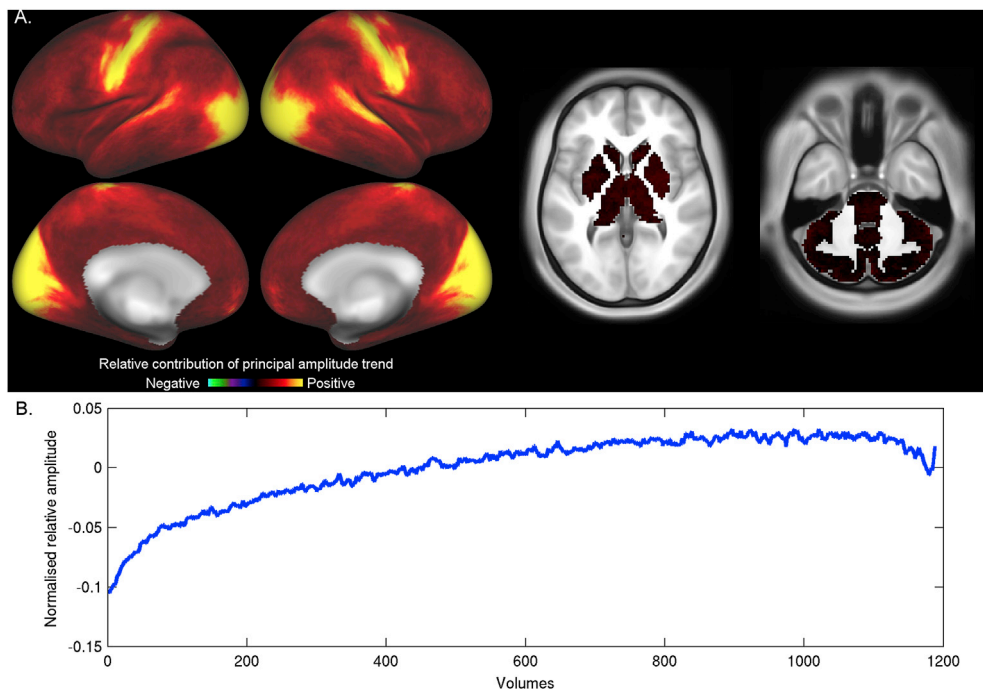 A.
Relative contribution of principal amplitude trend
Negative Positive
B.
Normalised relative amplitude
0.05
0
-0.05
-0.1
-0.15
0 200 400 600 800 1000 1200
Volumes